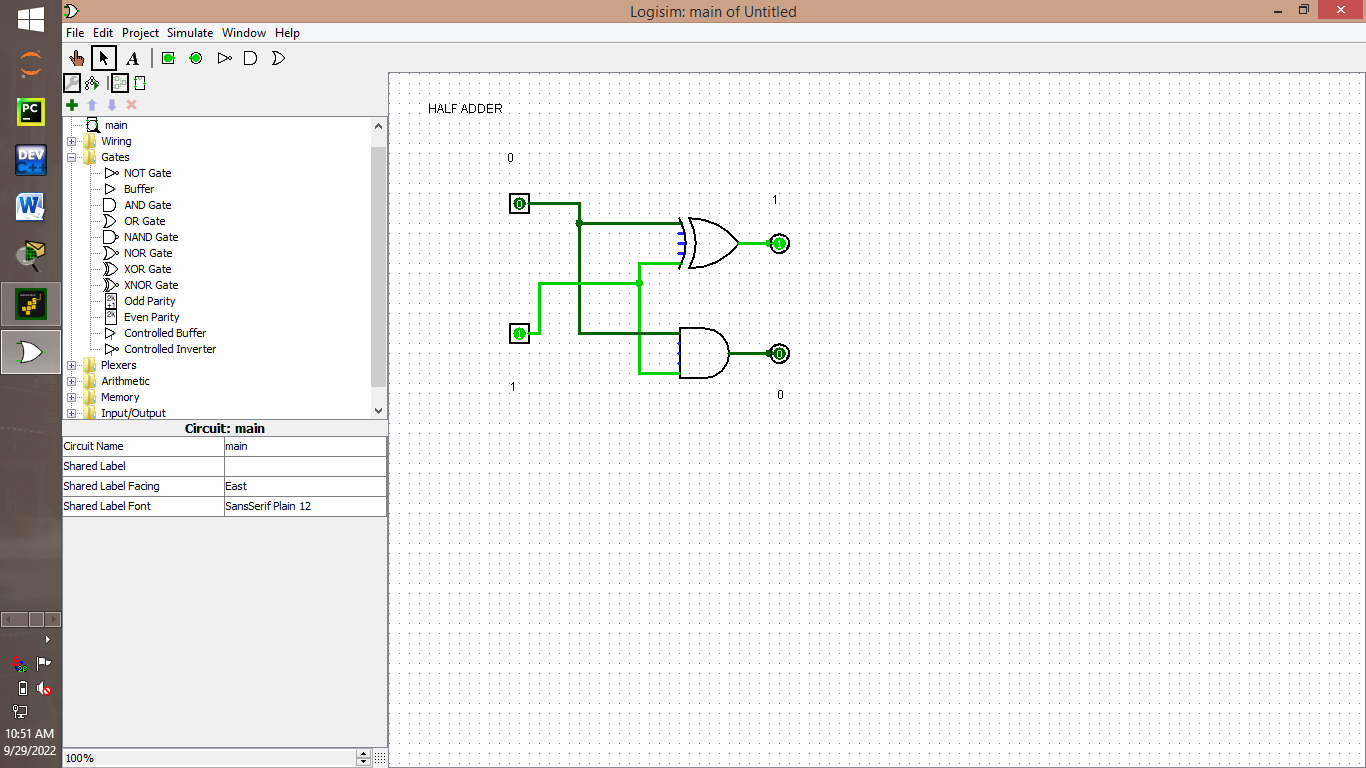 Logisim: main of Untitled
File Edit Project Simulate Window Help
A
main
Wiring
Gates
NOT Gate
Buffer
AND Gate
OR Gate
NAND Gate
NOR Gate
XOR Gate
XNOR Gate
Odd Parity
Even Parity
Controlled Buffer
Controlled Inverter
Plexers
Arithmetic
Memory
Input/Output
Circuit: main
Circuit Name main
Shared Label
Shared Label Facing East
Shared Label Font SansSerif Plain 12
100%
HALF ADDER
0
0
1
1
1
1
0
0
PC
DEV
C++
W
10:51 AM
9/29/2022